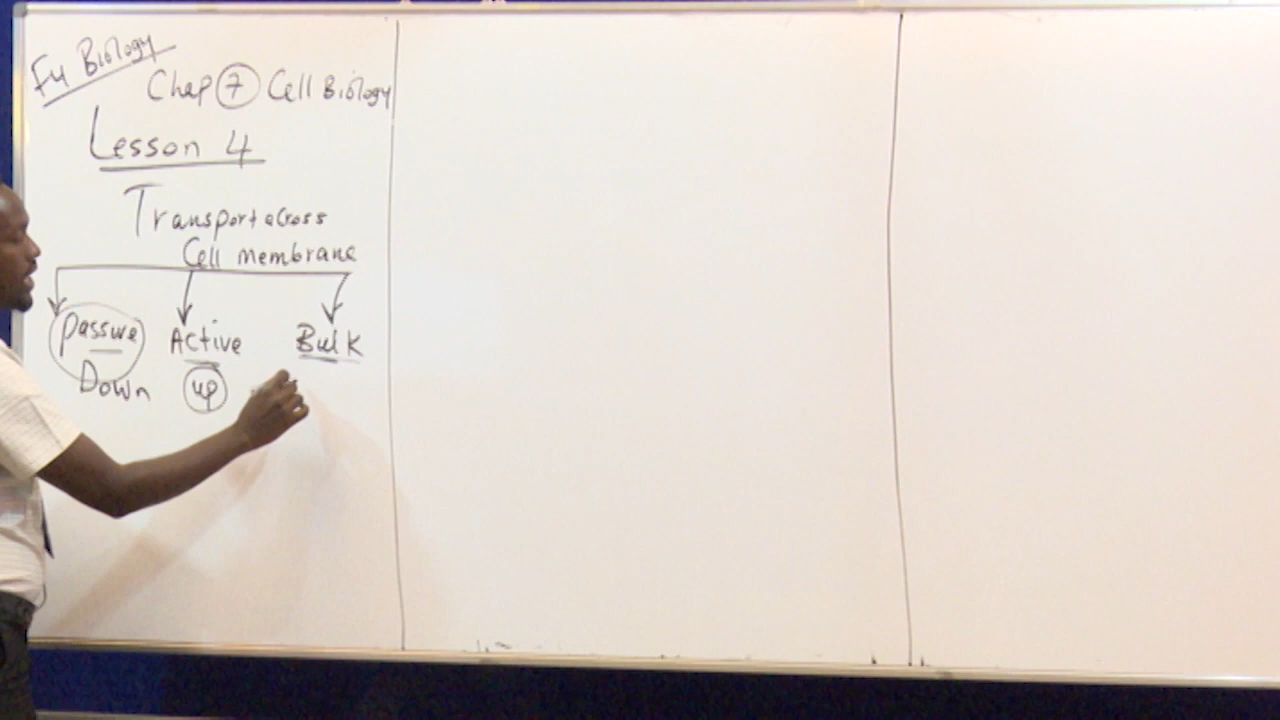 F4 Biology
Chap 7 Cell Biology
Lesson 4
Transport across
Cell membrane
Passive Active Bulk
Down up